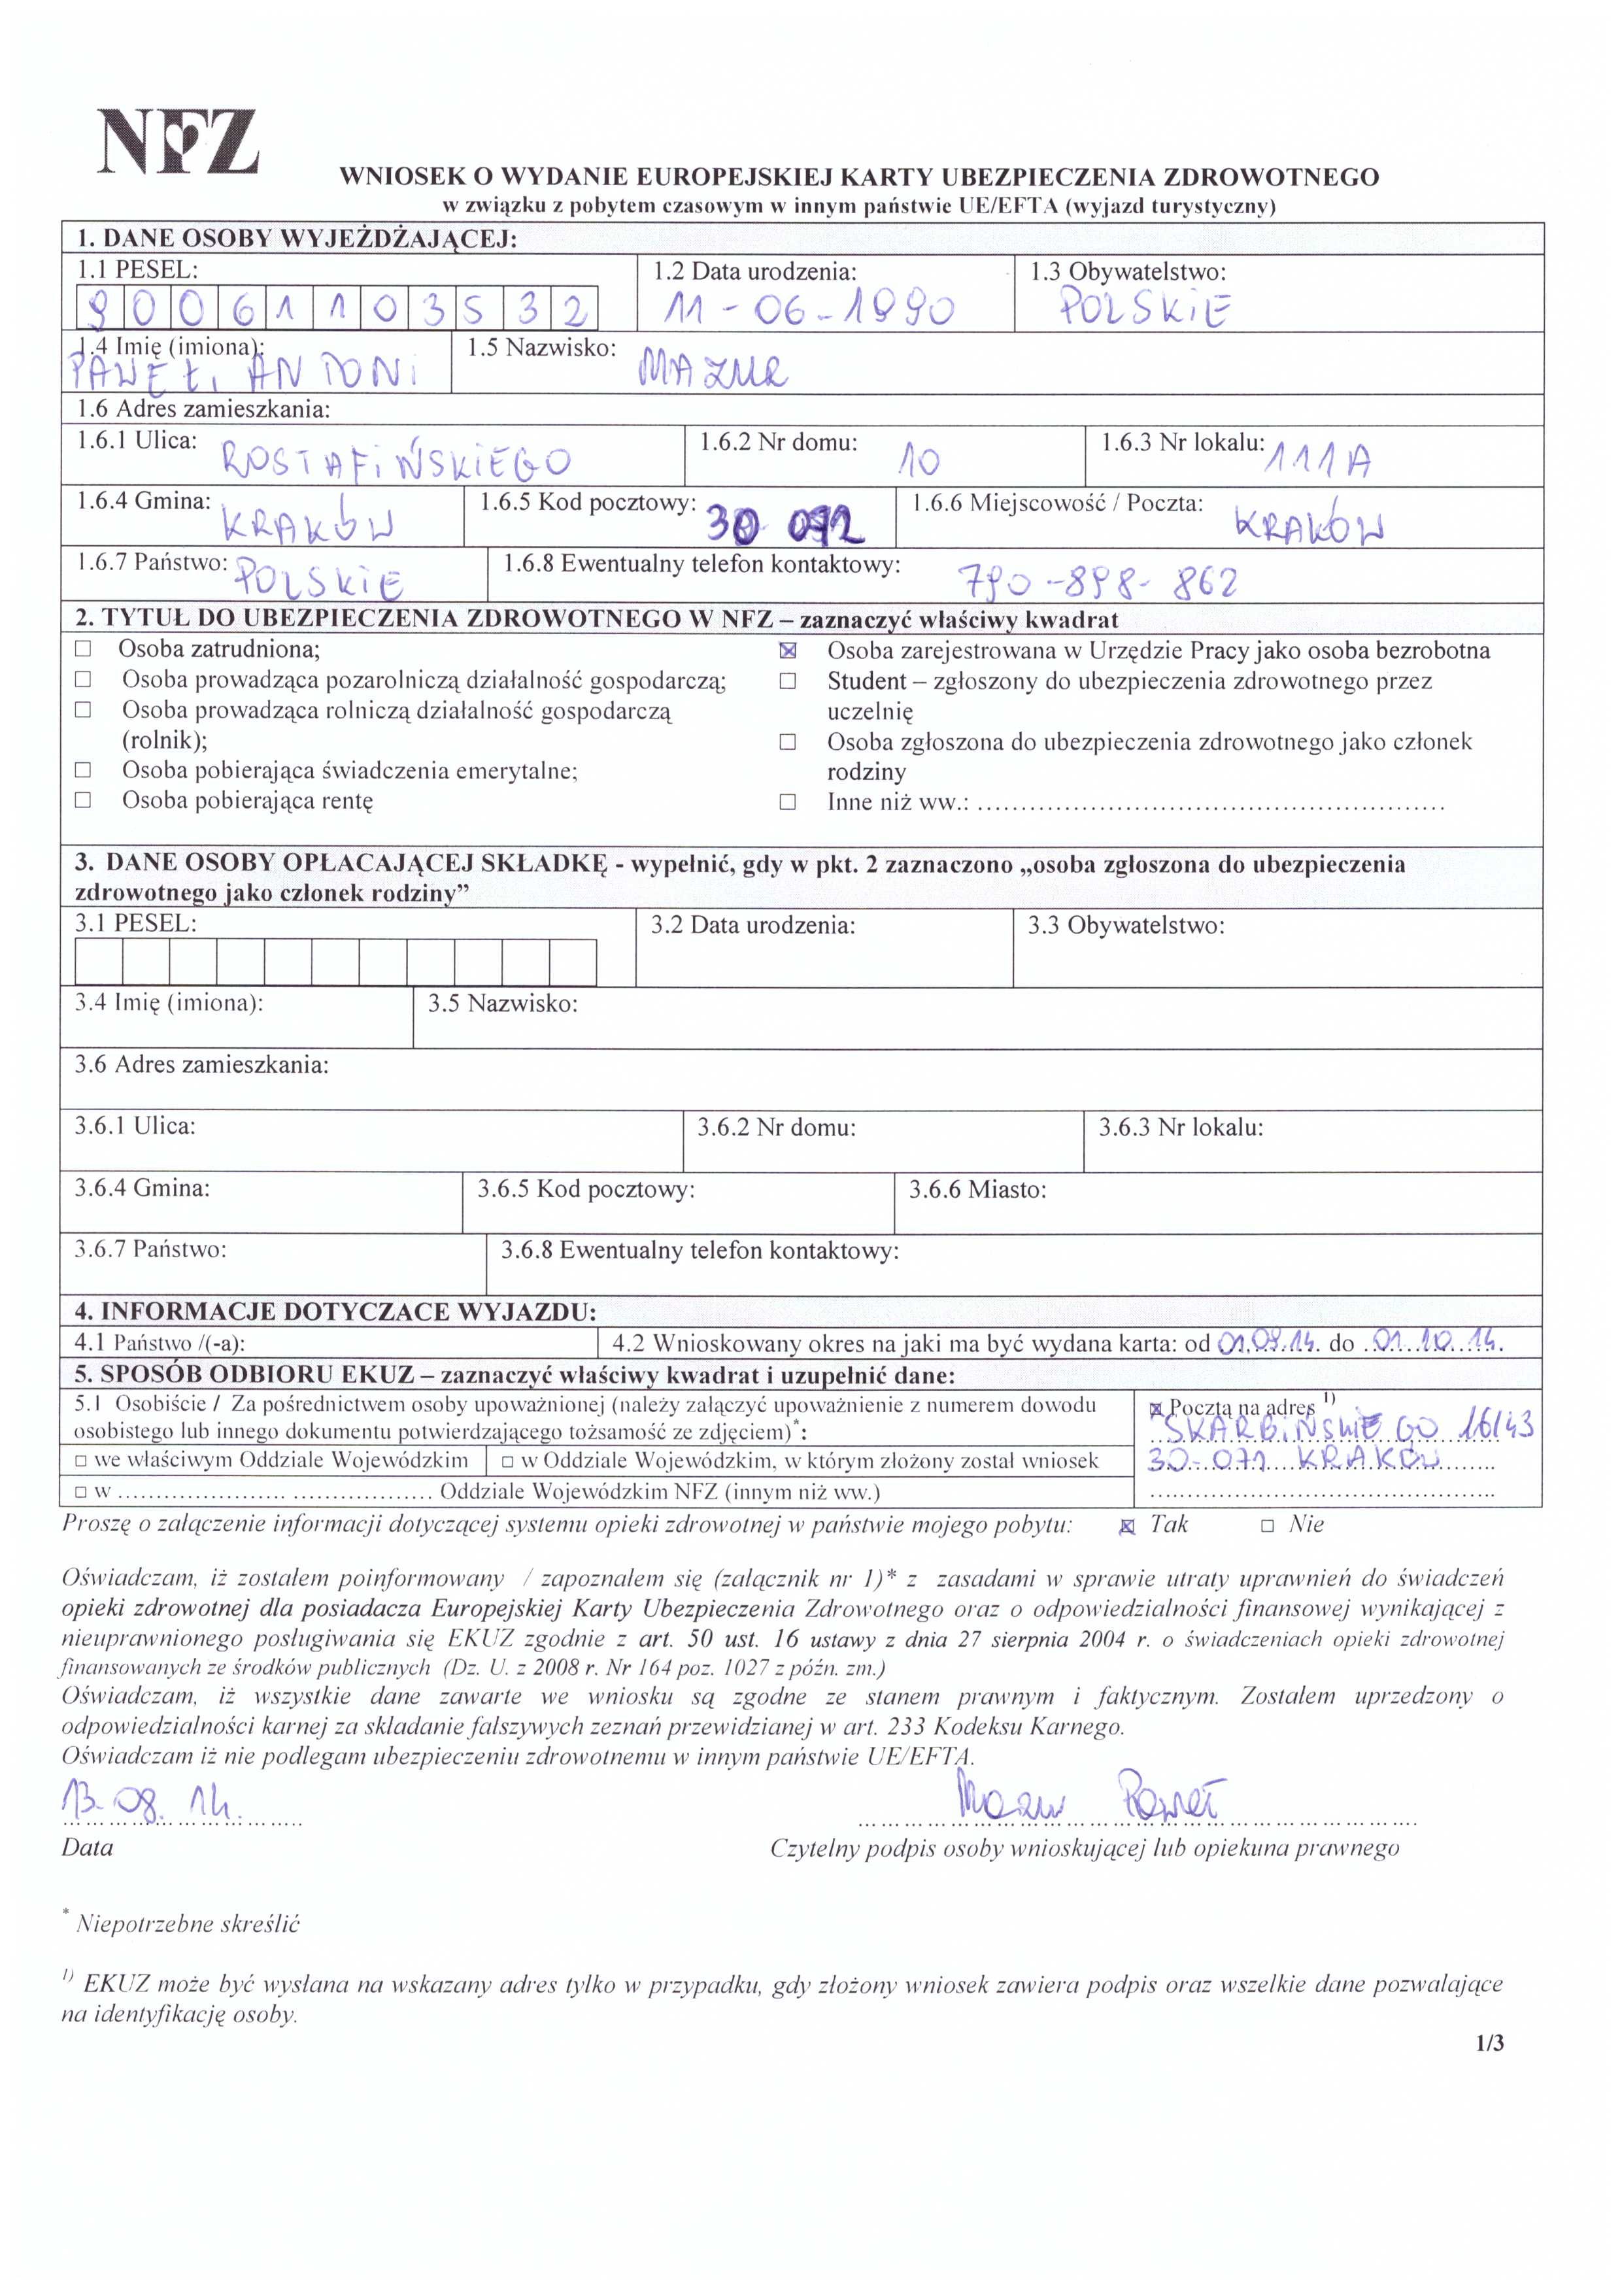 NFZ
WNIOSEK O WYDANIE EUROPEJSKIEJ KARTY UBEZPIECZENIA ZDROWOTNEGO
w związku z pobytem czasowym w innym państwie UE/EFTA (wyjazd turystyczny)
1. DANE OSOBY WYJEŻDŻAJĄCEJ:
1.1 PESEL: 1.2 Data urodzenia: 1.3 Obywatelstwo:
90061103532 11-06-1990 POLSKIE
1.4 Imię (imiona): 1.5 Nazwisko: MAZUR
PAWEŁ, ANTONI
1.6 Adres zamieszkania:
1.6.1 Ulica: ROSTAFIŃSKIEGO 1.6.2 Nr domu: 10 1.6.3 Nr lokalu: 111A
1.6.4 Gmina: KRAKÓW 1.6.5 Kod pocztowy: 30 1.6.6 Miejscowość / Poczta: KRAKÓW
1.6.7 Państwo: POLSKIE 1.6.8 Ewentualny telefon kontaktowy: 790-898-862
2. TYTUŁ DO UBEZPIECZENIA ZDROWOTNEGO W NFZ – zaznaczyć właściwy kwadrat
☐ Osoba zatrudniona; ☒ Osoba zarejestrowana w Urzędzie Pracy jako osoba bezrobotna
☐ Osoba prowadząca pozarolniczą działalność gospodarczą; ☐ Student – zgłoszony do ubezpieczenia zdrowotnego przez
☐ Osoba prowadząca rolniczą działalność gospodarczą uczelnię
(rolnik); ☐ Osoba zgłoszona do ubezpieczenia zdrowotnego jako członek
☐ Osoba pobierająca świadczenia emerytalne; rodziny
☐ Osoba pobierająca rentę ☐ Inne niż ww.: ....................................................
3. DANE OSOBY OPŁACAJĄCEJ SKŁADKĘ - wypełnić, gdy w pkt. 2 zaznaczono „osoba zgłoszona do ubezpieczenia
zdrowotnego jako członek rodziny”
3.1 PESEL: 3.2 Data urodzenia: 3.3 Obywatelstwo:
3.4 Imię (imiona): 3.5 Nazwisko:
3.6 Adres zamieszkania:
3.6.1 Ulica: 3.6.2 Nr domu: 3.6.3 Nr lokalu:
3.6.4 Gmina: 3.6.5 Kod pocztowy: 3.6.6 Miasto:
3.6.7 Państwo: 3.6.8 Ewentualny telefon kontaktowy:
4. INFORMACJE DOTYCZACE WYJAZDU:
4.1 Państwo /(-a): 4.2 Wnioskowany okres na jaki ma być wydana karta: od 01.09.14. do 01.10.14.
5. SPOSÓB ODBIORU EKUZ – zaznaczyć właściwy kwadrat i uzupełnić dane:
5.1 Osobiście / Za pośrednictwem osoby upoważnionej (należy załączyć upoważnienie z numerem dowodu
osobistego lub innego dokumentu potwierdzającego tożsamość ze zdjęciem)*:
☒ Pocztą na adres 1)
SKARBIŃSKIEGO 16/43
☐ we właściwym Oddziale Wojewódzkim ☐ w Oddziale Wojewódzkim, w którym złożony został wniosek
30-071 KRAKÓW
☐ w ...................... .................. Oddziale Wojewódzkim NFZ (innym niż ww.)
Proszę o załączenie informacji dotyczącej systemu opieki zdrowotnej w państwie mojego pobytu: ☒ Tak ☐ Nie
Oświadczam, iż zostałem poinformowany / zapoznałem się (załącznik nr 1)* z zasadami w sprawie utraty uprawnień do świadczeń
opieki zdrowotnej dla posiadacza Europejskiej Karty Ubezpieczenia Zdrowotnego oraz o odpowiedzialności finansowej wynikającej z
nieuprawnionego posługiwania się EKUZ zgodnie z art. 50 ust. 16 ustawy z dnia 27 sierpnia 2004 r. o świadczeniach opieki zdrowotnej
finansowanych ze środków publicznych (Dz. U. z 2008 r. Nr 164 poz. 1027 z późn. zm.)
Oświadczam, iż wszystkie dane zawarte we wniosku są zgodne ze stanem prawnym i faktycznym. Zostałem uprzedzony o
odpowiedzialności karnej za składanie fałszywych zeznań przewidzianej w art. 233 Kodeksu Karnego.
Oświadczam iż nie podlegam ubezpieczeniu zdrowotnemu w innym państwie UE/EFTA.
13.08.14. Mazur Paweł
Data Czytelny podpis osoby wnioskującej lub opiekuna prawnego
* Niepotrzebne skreślić
1) EKUZ może być wysłana na wskazany adres tylko w przypadku, gdy złożony wniosek zawiera podpis oraz wszelkie dane pozwalające
na identyfikację osoby.
1/3